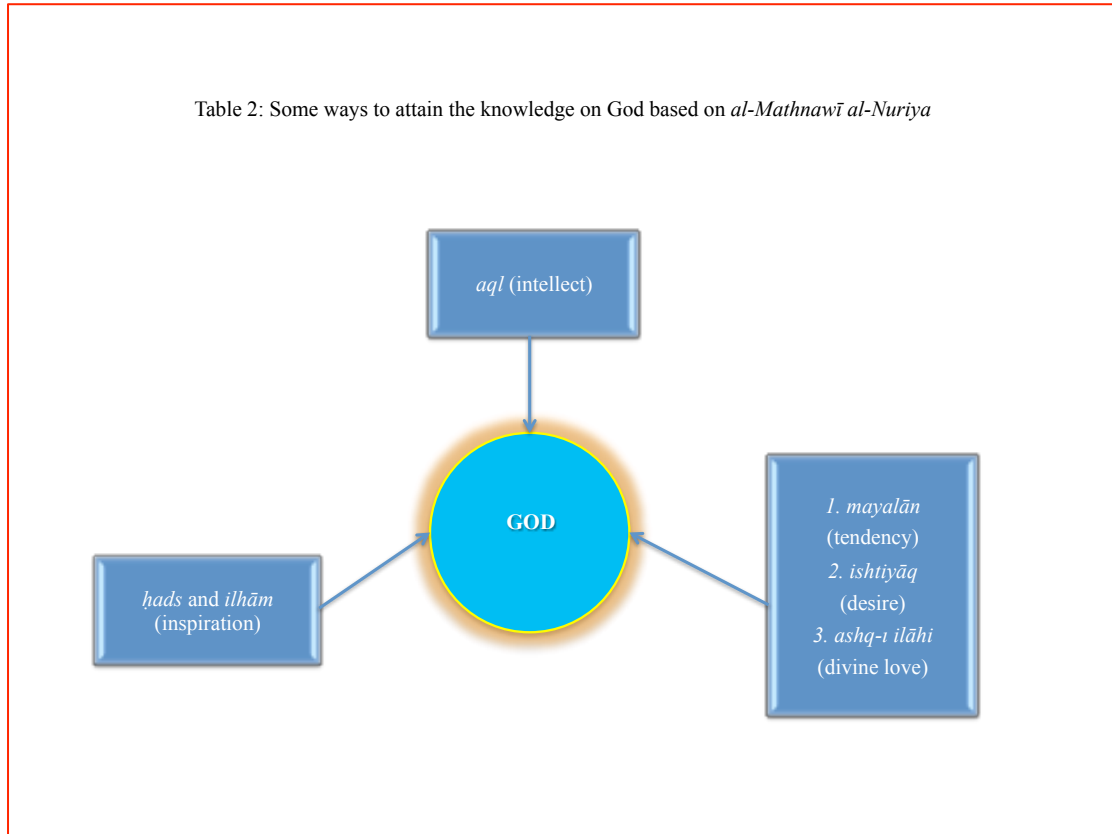 Table 2: Some ways to attain the knowledge on God based on al-Mathnawī al-Nuriya
aql (intellect)
GOD
ḥads and ilhām
(inspiration)
1. mayalān
(tendency)
2. ishtiyāq
(desire)
3. ashq-ı ilāhi
(divine love)